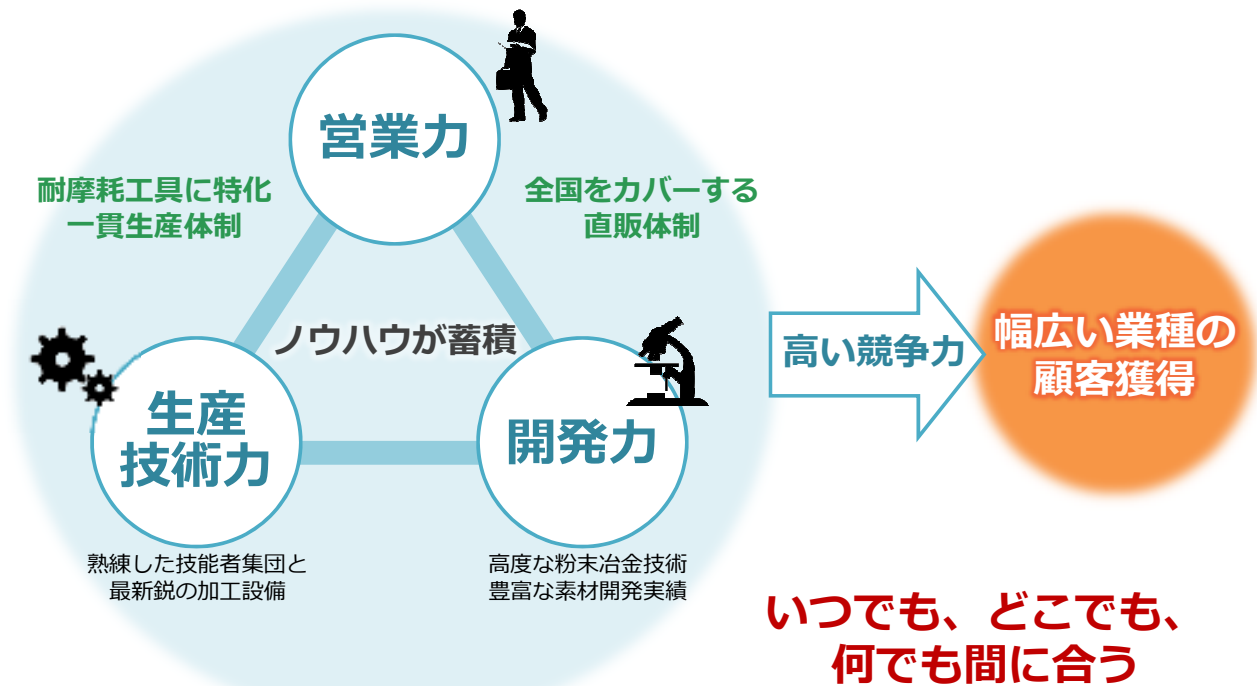 営業力
耐摩耗工具に特化
一貫生産体制
全国をカバーする
直販体制
ノウハウが蓄積
生産
技術力
開発力
熟練した技能者集団と
最新鋭の加工設備
高度な粉末冶金技術
豊富な素材開発実績
高い競争力
幅広い業種の
顧客獲得
いつでも、どこでも、
何でも間に合う